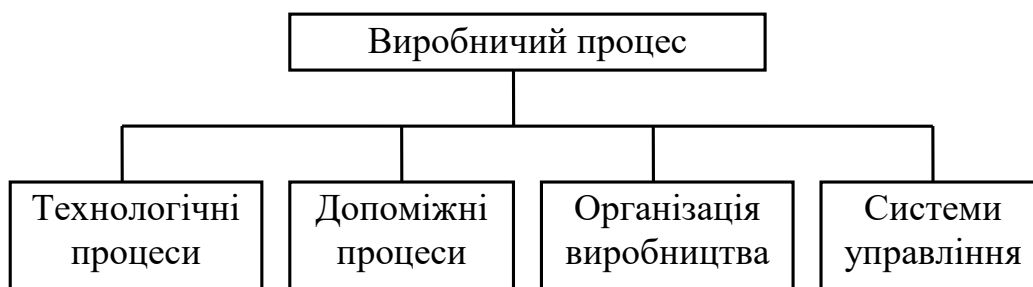 Виробничий процес
Технологічні
процеси
Допоміжні
процеси
Організація
виробництва
Системи
управління